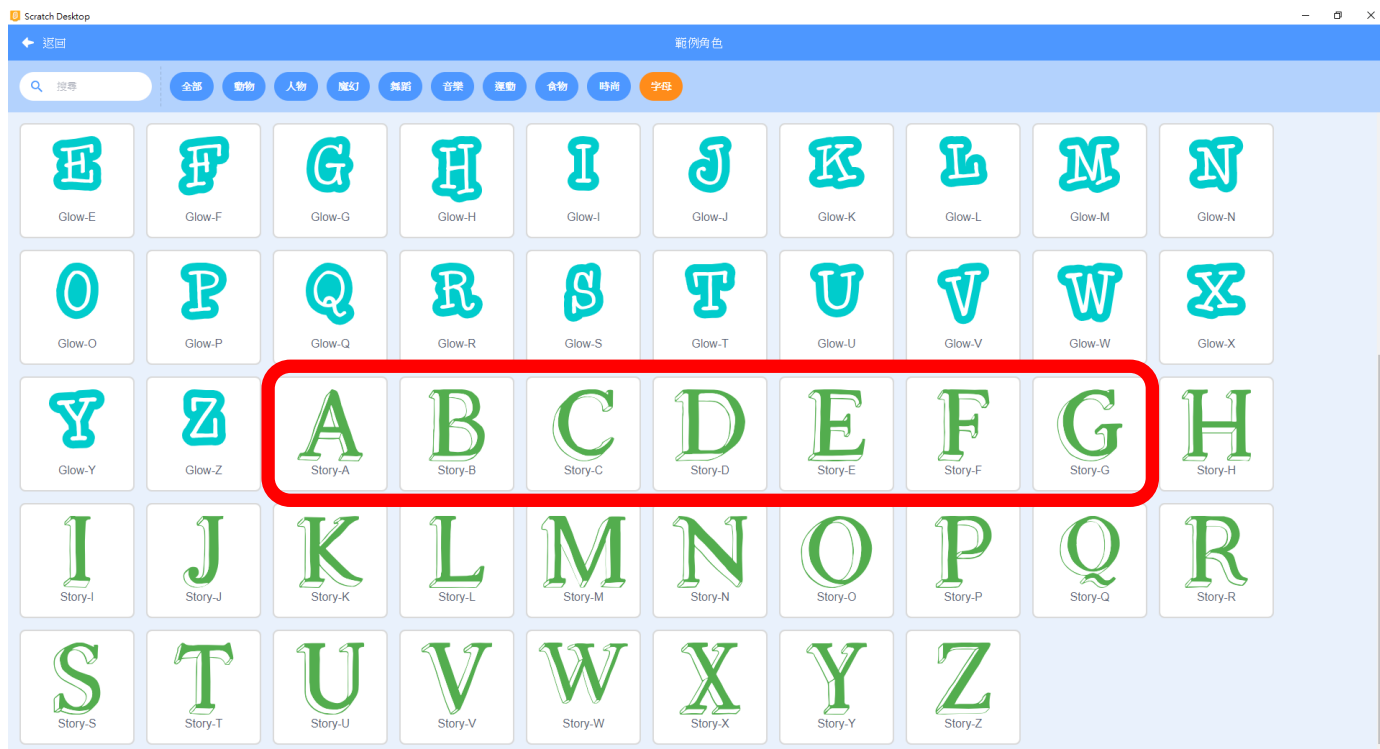 Scratch Desktop
返回 範例角色
搜尋 全部 動物 人物 魔幻 舞蹈 音樂 運動 食物 時尚 字母
E F G H I J K L M N
Glow-E Glow-F Glow-G Glow-H Glow-I Glow-J Glow-K Glow-L Glow-M Glow-N
O P Q R S T U V W X
Glow-O Glow-P Glow-Q Glow-R Glow-S Glow-T Glow-U Glow-V Glow-W Glow-X
Y Z A B C D E F G H
Glow-Y Glow-Z Story-A Story-B Story-C Story-D Story-E Story-F Story-G Story-H
I J K L M N O P Q R
Story-I Story-J Story-K Story-L Story-M Story-N Story-O Story-P Story-Q Story-R
S T U V W X Y Z
Story-S Story-T Story-U Story-V Story-W Story-X Story-Y Story-Z